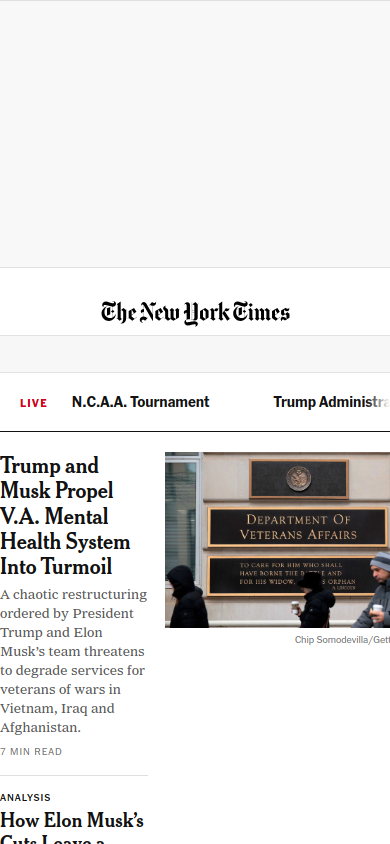 The New York Times
LIVE N.C.A.A. Tournament Trump Administra
Trump and
Musk Propel
V.A. Mental
Health System
Into Turmoil
A chaotic restructuring
ordered by President
Trump and Elon
Musk's team threatens
to degrade services for
veterans of wars in
Vietnam, Iraq and
Afghanistan.
7 MIN READ
DEPARTMENT OF
VETERANS AFFAIRS
TO CARE FOR HIM WHO SHALL
HAVE BORNE THE BATTLE AND
FOR HIS WIDOW, HIS ORPHAN
A. LINCOLN
Chip Somodevilla/Gett
ANALYSIS
How Elon Musk's
Cuts Leave a